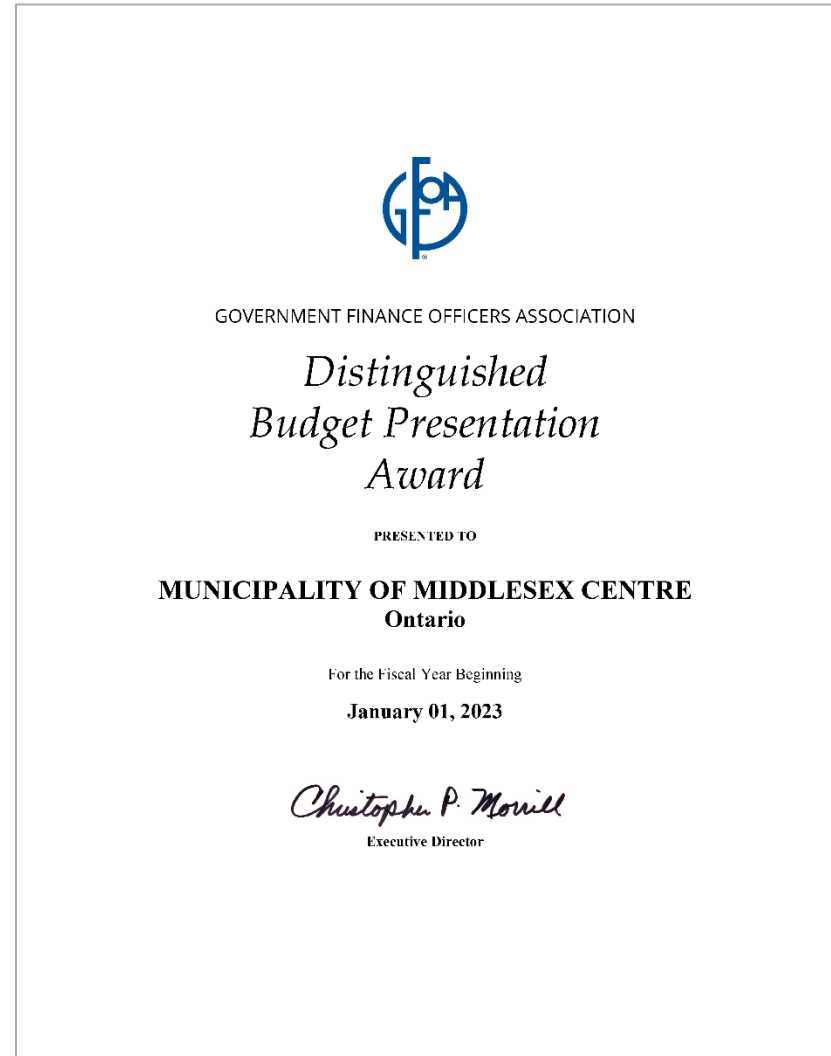 GFOA
GOVERNMENT FINANCE OFFICERS ASSOCIATION
Distinguished
Budget Presentation
Award
PRESENTED TO
MUNICIPALITY OF MIDDLESEX CENTRE
Ontario
For the Fiscal Year Beginning
January 01, 2023
Christopher P. Morrill
Executive Director